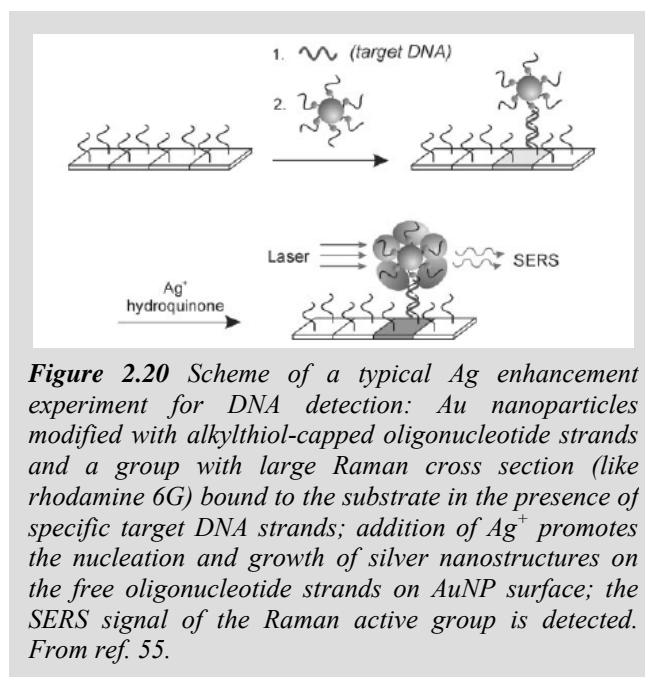 1. (target DNA)
2.
Laser
SERS
Ag⁺
hydroquinone
Figure 2.20 Scheme of a typical Ag enhancement
experiment for DNA detection: Au nanoparticles
modified with alkylthiol-capped oligonucleotide strands
and a group with large Raman cross section (like
rhodamine 6G) bound to the substrate in the presence of
specific target DNA strands; addition of Ag⁺ promotes
the nucleation and growth of silver nanostructures on
the free oligonucleotide strands on AuNP surface; the
SERS signal of the Raman active group is detected.
From ref. 55.